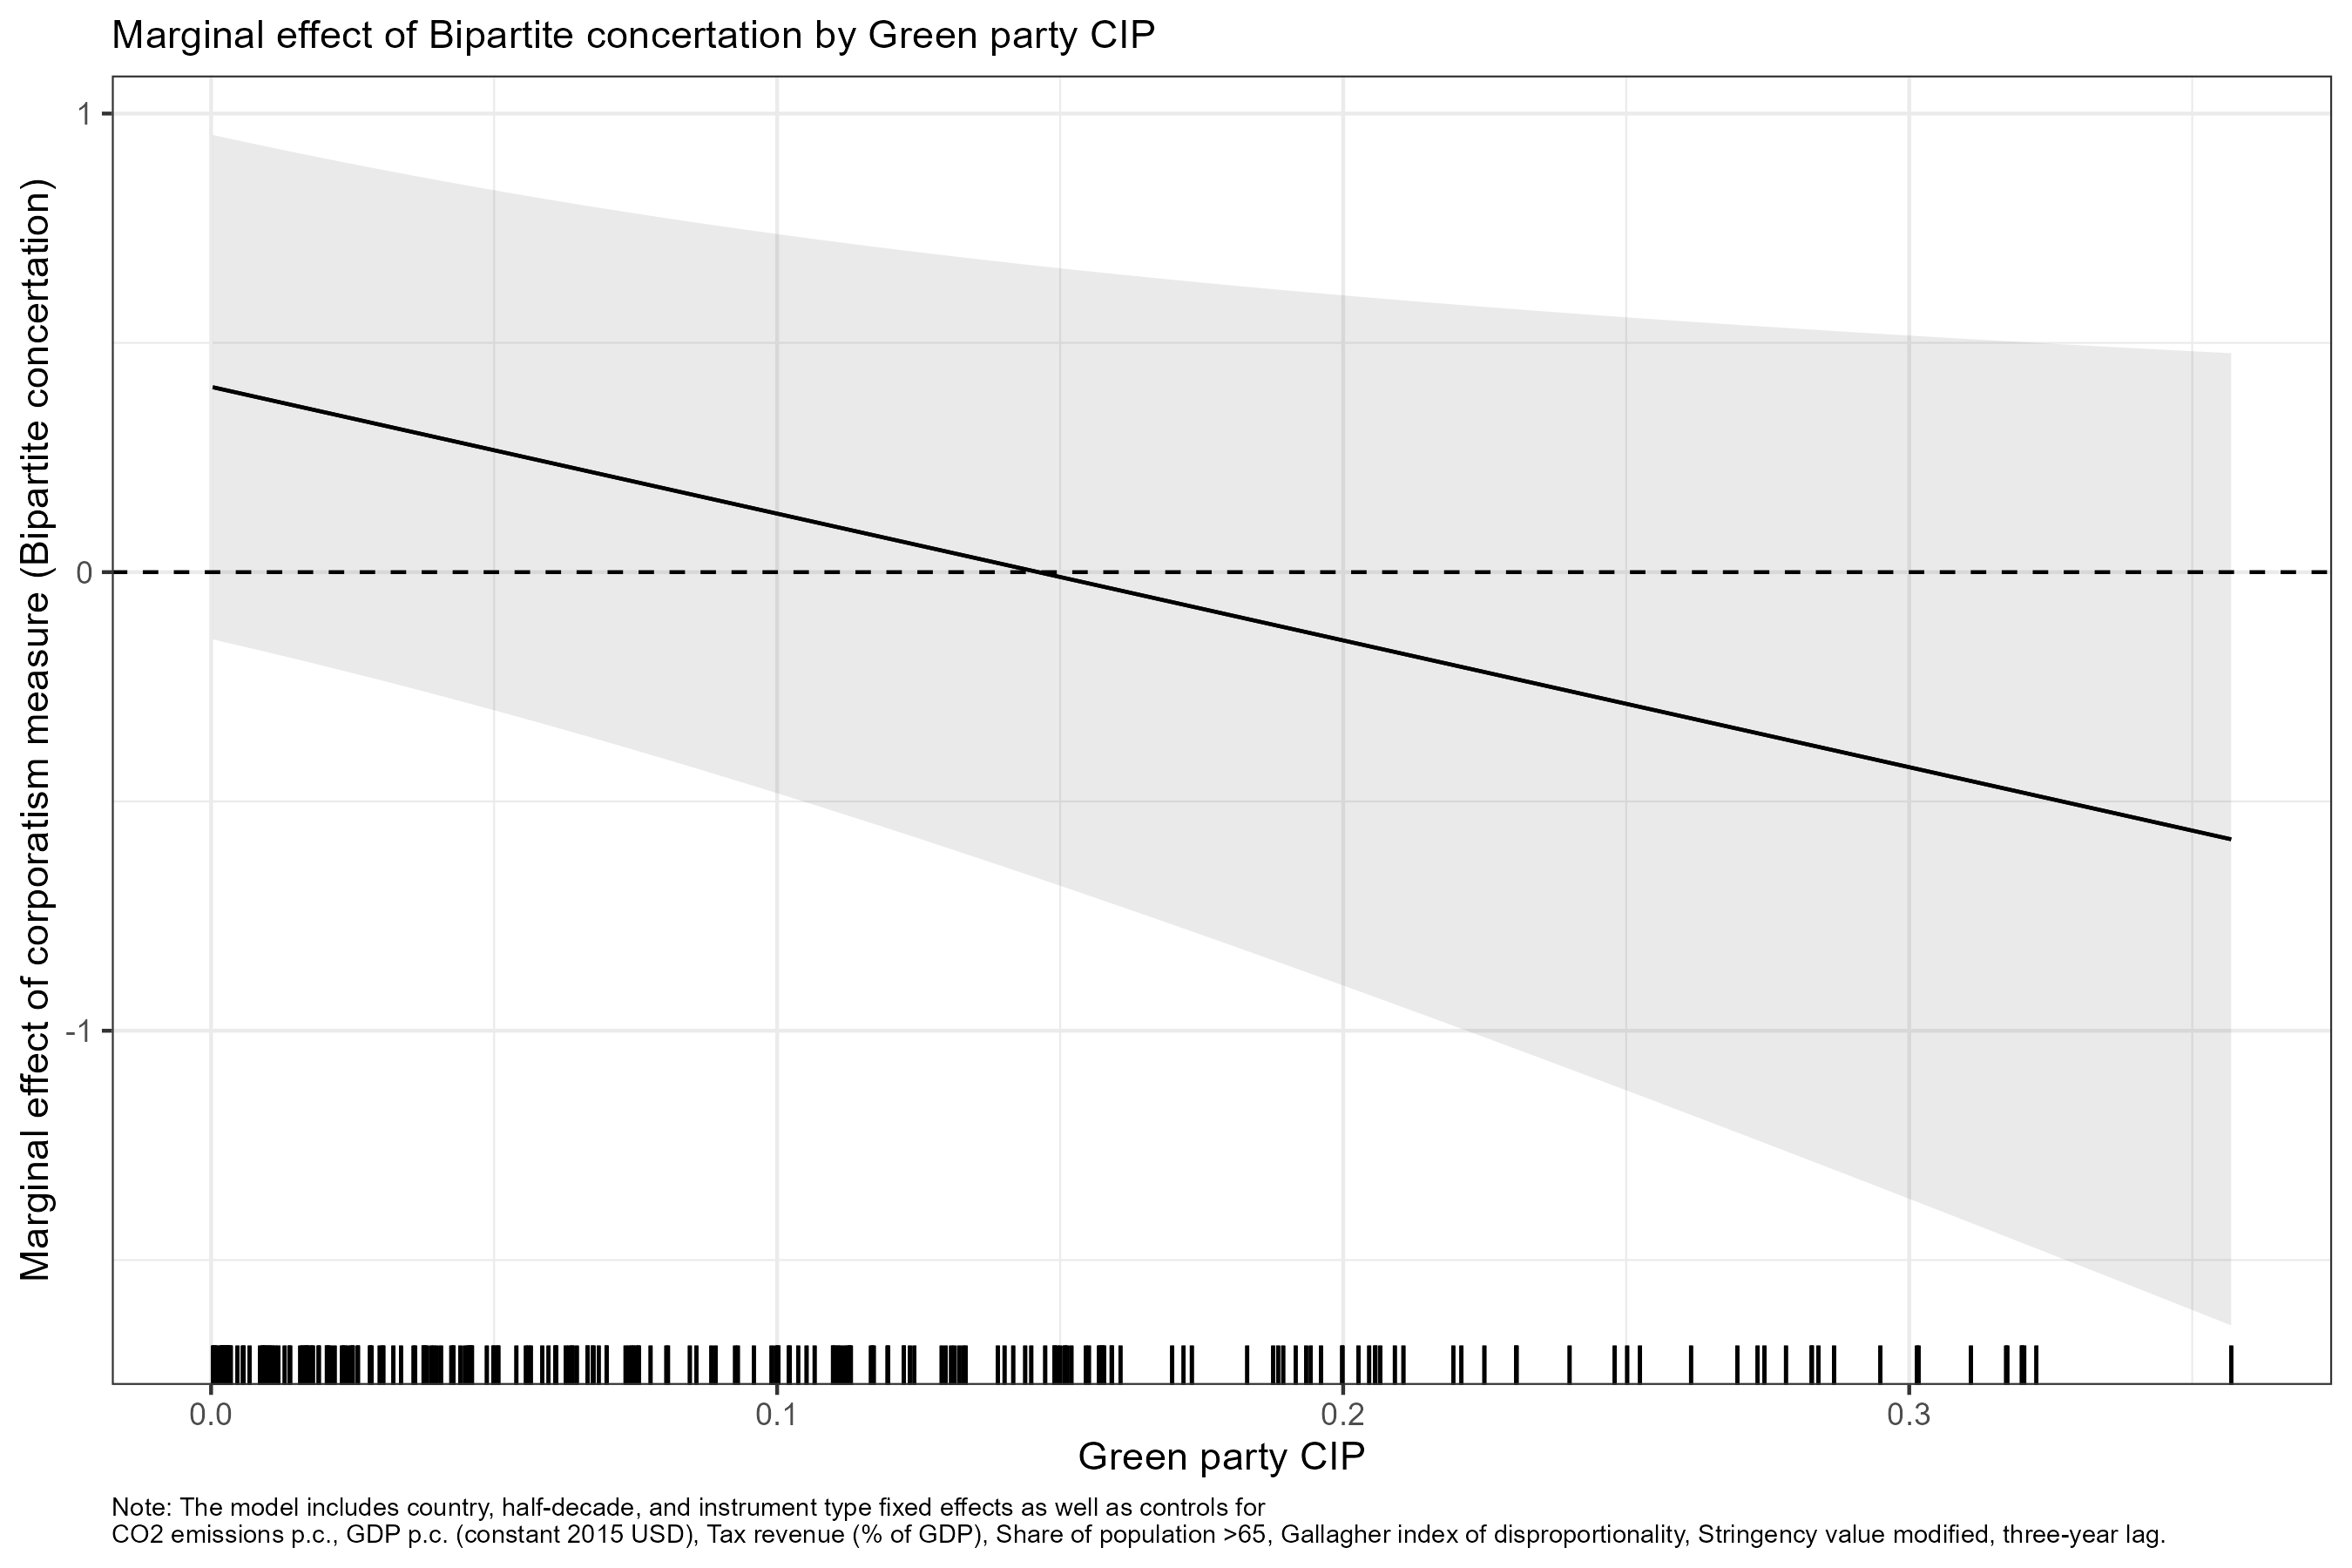 Marginal effect of Bipartite concertation by Green party CIP
Marginal effect of corporatism measure (Bipartite concertation)
1
0
-1
0.0
0.1
0.2
0.3
Green party CIP
Note: The model includes country, half-decade, and instrument type fixed effects as well as controls for
CO2 emissions p.c., GDP p.c. (constant 2015 USD), Tax revenue (% of GDP), Share of population >65, Gallagher index of disproportionality, Stringency value modified, three-year lag.